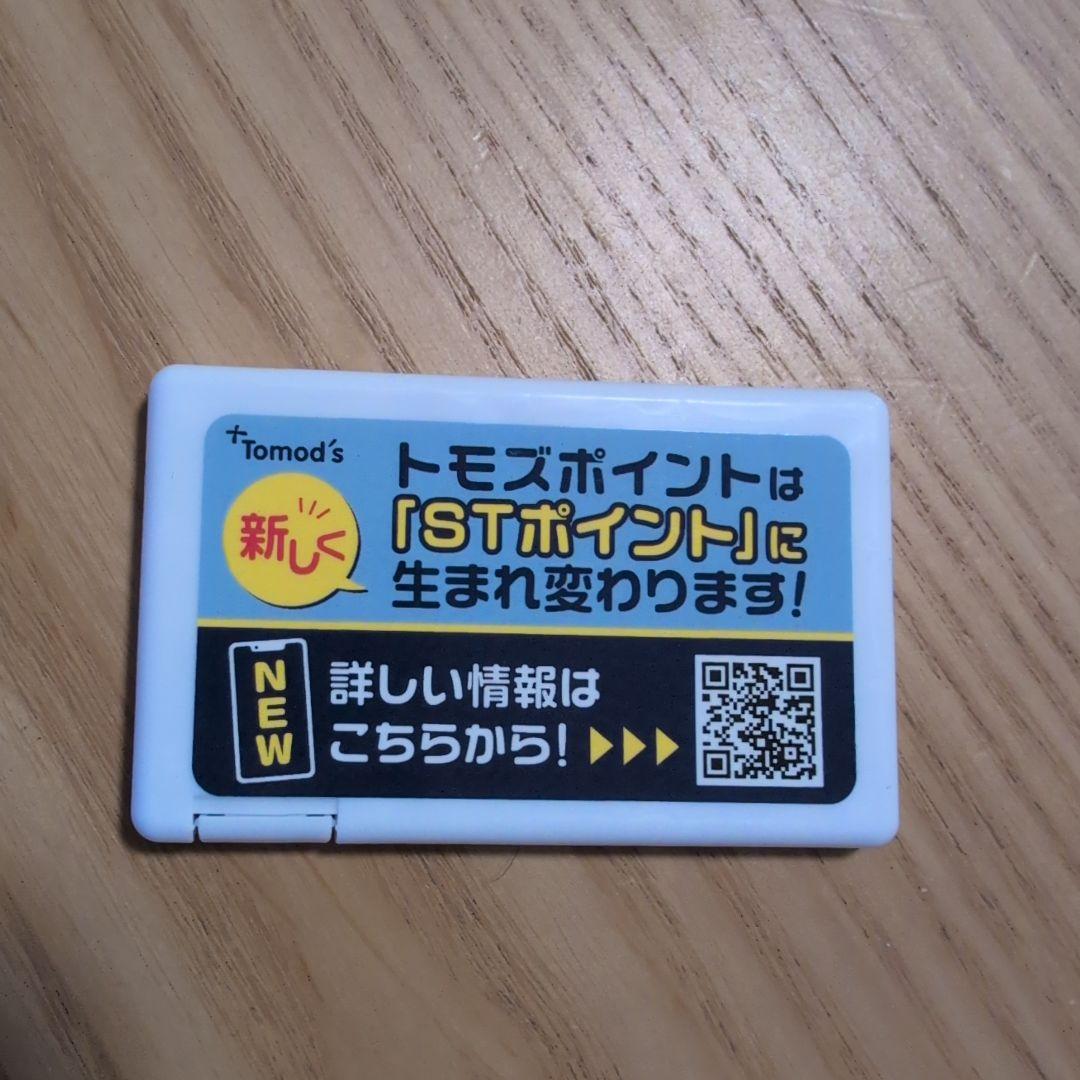 +Tomod's
新しく
トモズポイントは
「STポイント」に
生まれ変わります!
NEW
詳しい情報は
こちらから!